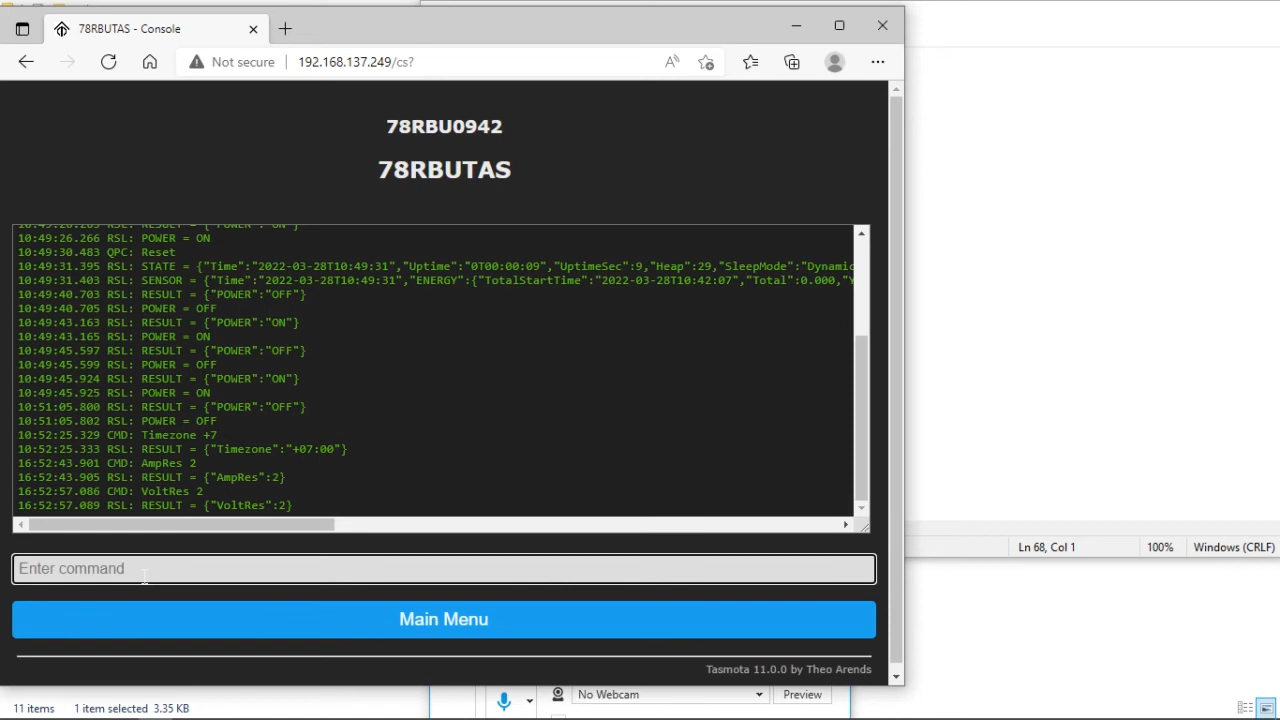 78RBUTAS - Console
Not secure
192.168.137.249/cs?
78RBU0942
78RBUTAS
10:49:26.266 RSL: POWER = ON
10:49:30.483 QPC: Reset
10:49:31.395 RSL: STATE = {"Time":"2022-03-28T10:49:31","Uptime":"0T00:00:09","UptimeSec":9,"Heap":29,"SleepMode":"Dynamic
10:49:31.403 RSL: SENSOR = {"Time":"2022-03-28T10:49:31","ENERGY":{"TotalStartTime":"2022-03-28T10:42:07","Total":0.000,"Y
10:49:40.703 RSL: RESULT = {"POWER":"OFF"}
10:49:40.705 RSL: POWER = OFF
10:49:43.163 RSL: RESULT = {"POWER":"ON"}
10:49:43.165 RSL: POWER = ON
10:49:45.597 RSL: RESULT = {"POWER":"OFF"}
10:49:45.599 RSL: POWER = OFF
10:49:45.924 RSL: RESULT = {"POWER":"ON"}
10:49:45.925 RSL: POWER = ON
10:51:05.800 RSL: RESULT = {"POWER":"OFF"}
10:51:05.802 RSL: POWER = OFF
10:52:25.329 CMD: Timezone +7
10:52:25.333 RSL: RESULT = {"Timezone":"+07:00"}
16:52:43.901 CMD: AmpRes 2
16:52:43.905 RSL: RESULT = {"AmpRes":2}
16:52:57.086 CMD: VoltRes 2
16:52:57.089 RSL: RESULT = {"VoltRes":2}
Enter command
Main Menu
Tasmota 11.0.0 by Theo Arends
Ln 68, Col 1
100%
Windows (CRLF)
No Webcam
Preview
11 items
1 item selected 3.35 KB